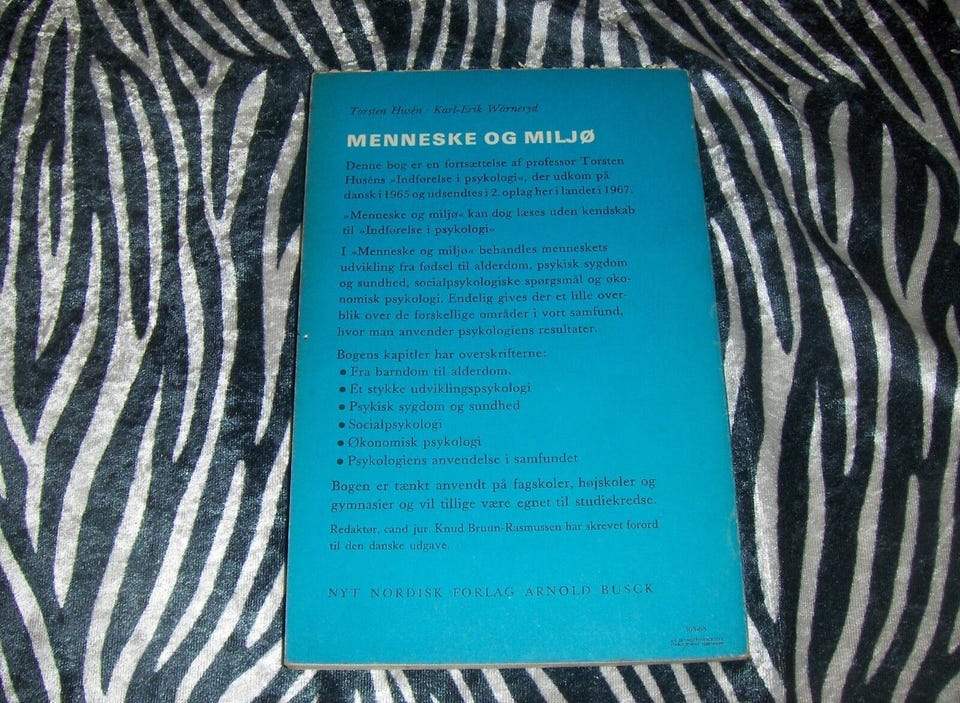 Torsten Husén · Karl-Erik Wärneryd
MENNESKE OG MILJØ
Denne bog er en fortsættelse af professor Torsten
Huséns »Indførelse i psykologi«, der udkom på
dansk i 1965 og udsendtes i 2. oplag her i landet i 1967.
»Menneske og miljø« kan dog læses uden kendskab
til »Indførelse i psykologi«
I »Menneske og miljø« behandles menneskets
udvikling fra fødsel til alderdom, psykisk sygdom
og sundhed, socialpsykologiske spørgsmål og øko-
nomisk psykologi. Endelig gives der et lille over-
blik over de forskellige områder i vort samfund,
hvor man anvender psykologiens resultater.
Bogens kapitler har overskrifterne:
• Fra barndom til alderdom.
• Et stykke udviklingspsykologi
• Psykisk sygdom og sundhed
• Socialpsykologi
• Økonomisk psykologi
• Psykologiens anvendelse i samfundet
Bogen er tænkt anvendt på fagskoler, højskoler og
gymnasier og vil tillige være egnet til studiekredse.
Redaktør, cand jur. Knud Bruun-Rasmussen har skrevet forord
til den danske udgave.
NYT NORDISK FORLAG ARNOLD BUSCK